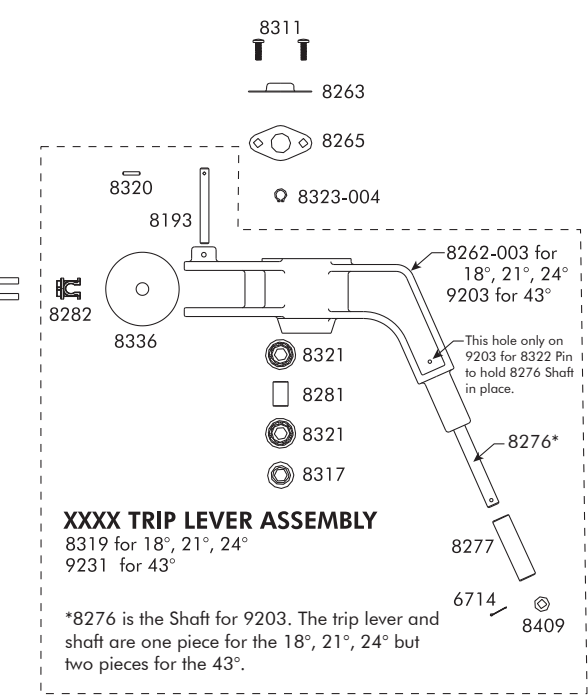 8311
8263
8265
8320
8323-004
8193
8262-003 for
18°, 21°, 24°
9203 for 43°
8282
8336
This hole only on
9203 for 8322 Pin
to hold 8276 Shaft
in place.
8321
8281
8321
8317
8276*
XXXX TRIP LEVER ASSEMBLY
8319 for 18°, 21°, 24°
9231 for 43°
8277
6714
8409
*8276 is the Shaft for 9203. The trip lever and
shaft are one piece for the 18°, 21°, 24° but
two pieces for the 43°.